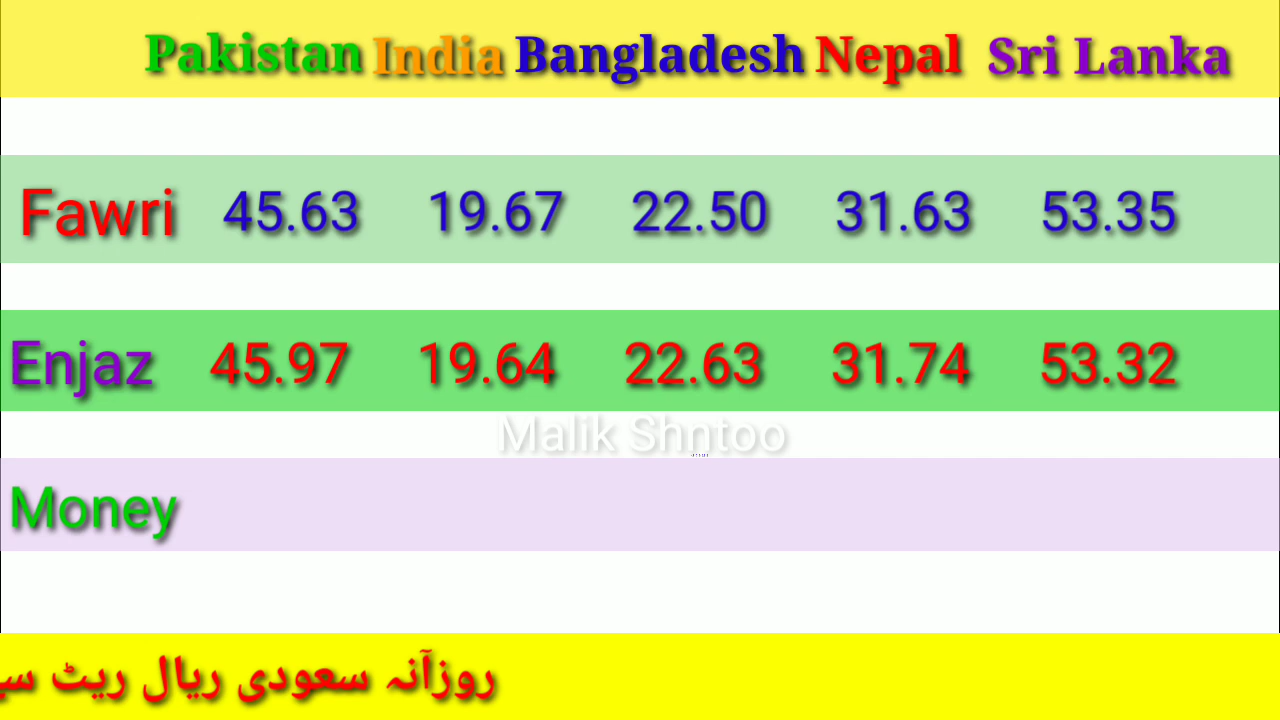 Pakistan India Bangladesh Nepal Sri Lanka
Fawri 45.63 19.67 22.50 31.63 53.35
Enjaz 45.97 19.64 22.63 31.74 53.32
Malik Shntoo
Money
روزآنہ سعودی ریال ریٹ